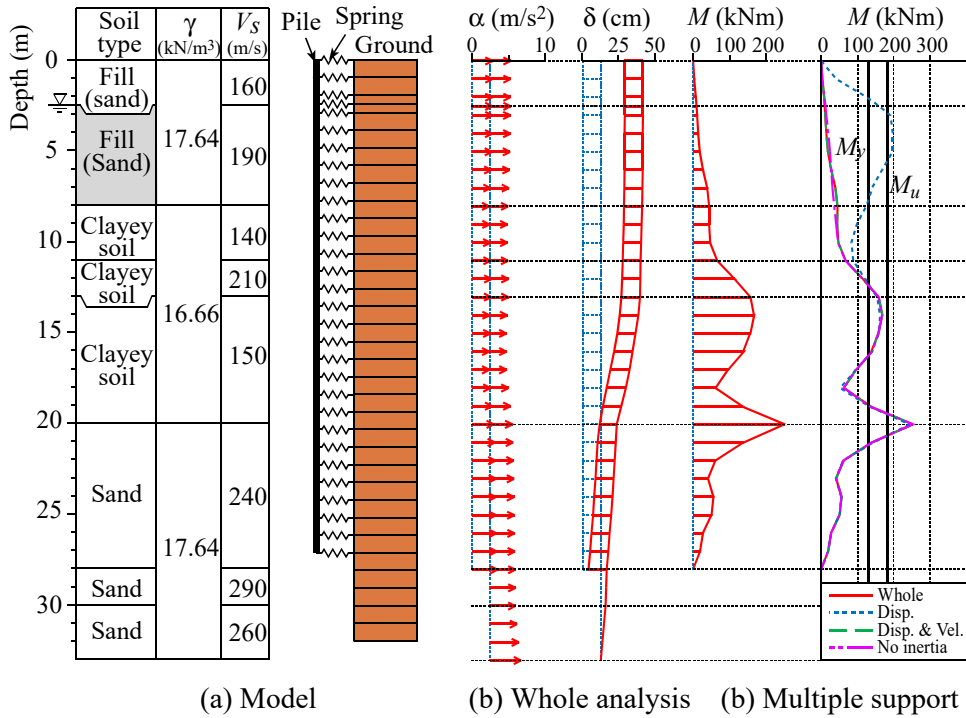 Soil type
γ (kN/m³)
VS (m/s)
Pile
Spring
Ground
α (m/s2)
δ (cm)
M (kNm)
M (kNm)
0 10
0 25 50
0 100 200
0 100 200 300
Depth (m)
0
5
10
15
20
25
30
Fill (sand)
160
Fill (Sand)
17.64
190
Clayey soil
140
Clayey soil
210
16.66
Clayey soil
150
Sand
240
17.64
Sand
290
Sand
260
My
Mu
Whole
Disp.
Disp. & Vel.
No inertia
(a) Model
(b) Whole analysis
(b) Multiple support